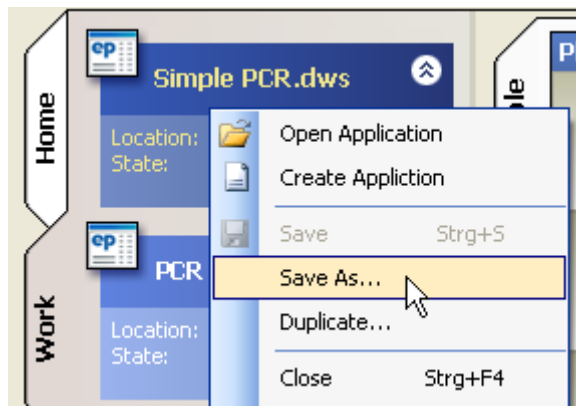 Home
Work
ep
Simple PCR.dws
Location:
State:
ep
PCR
Location:
State:
Open Application
Create Appliction
Save Strg+S
Save As...
Duplicate...
Close Strg+F4